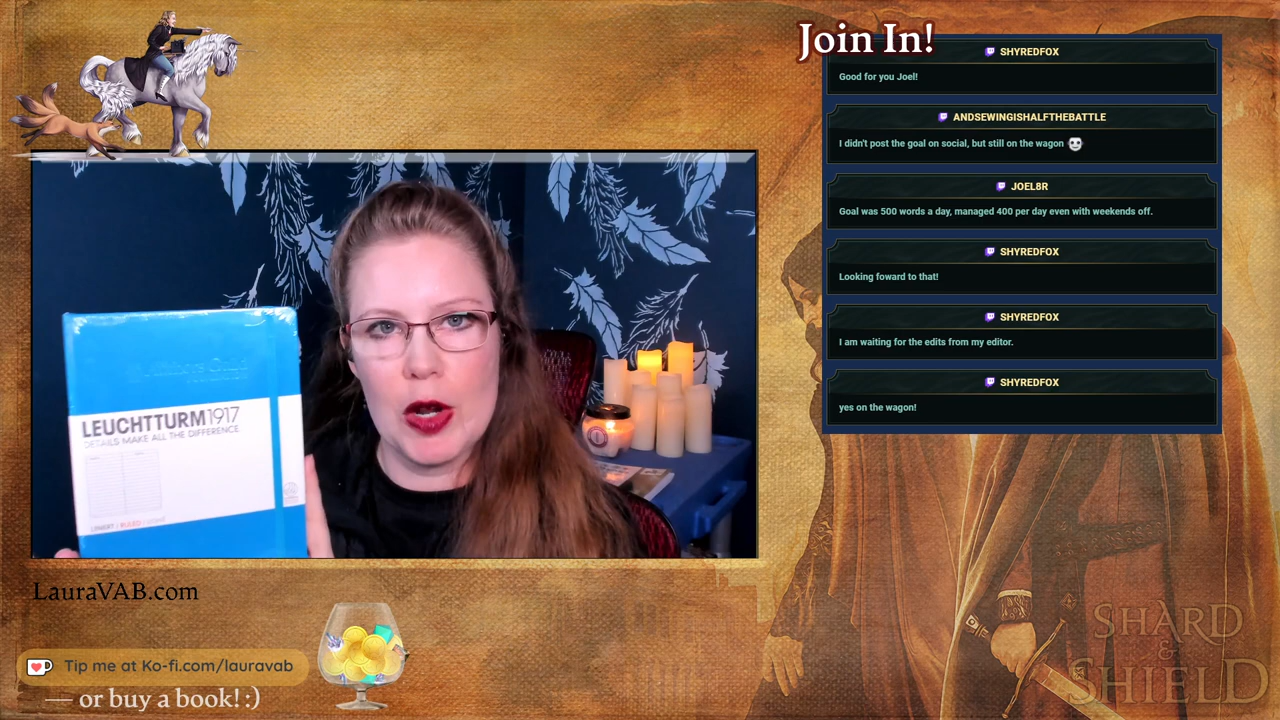 Join In!
SHYREDFOX
Good for you Joel!
ANDSEWINGISHALFTHEBATTLE
I didn't post the goal on social, but still on the wagon
JOEL8R
Goal was 500 words a day, managed 400 per day even with weekends off.
SHYREDFOX
Looking foward to that!
SHYREDFOX
I am waiting for the edits from my editor.
SHYREDFOX
yes on the wagon!
LEUCHTTURM1917
DETAILS MAKE ALL THE DIFFERENCE
LauraVAB.com
Tip me at Ko-fi.com/lauravab
— or buy a book! :)
SHARD
&
SHIELD